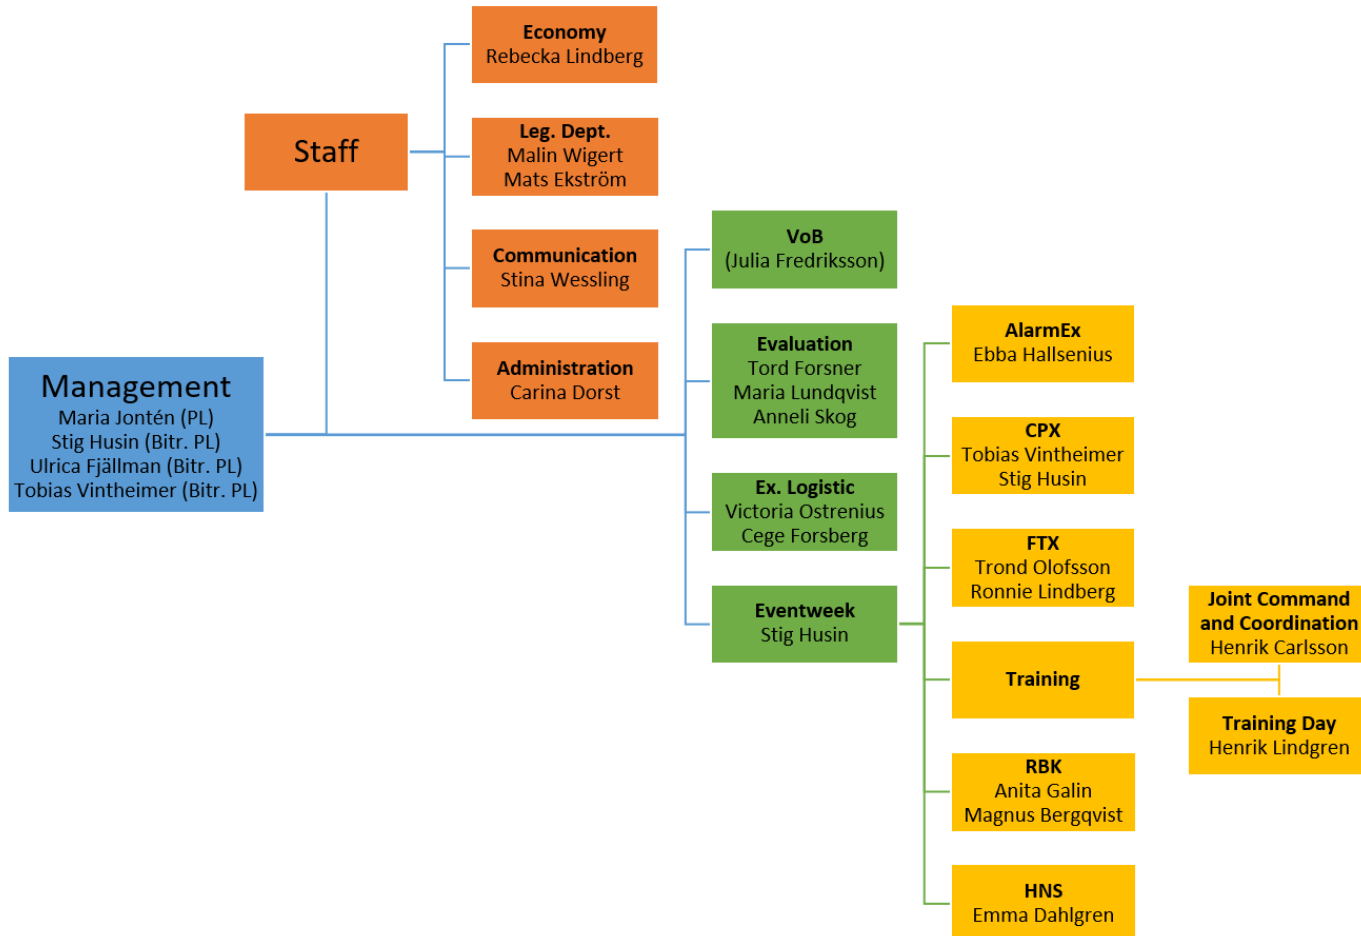 Economy
Rebecka Lindberg
Staff
Leg. Dept.
Malin Wigert
Mats Ekström
Communication
Stina Wessling
Administration
Carina Dorst
Management
Maria Jontén (PL)
Stig Husin (Bitr. PL)
Ulrica Fjällman (Bitr. PL)
Tobias Vintheimer (Bitr. PL)
VoB
(Julia Fredriksson)
Evaluation
Tord Forsner
Maria Lundqvist
Anneli Skog
Ex. Logistic
Victoria Ostrenius
Cege Forsberg
Eventweek
Stig Husin
AlarmEx
Ebba Hallsenius
CPX
Tobias Vintheimer
Stig Husin
FTX
Trond Olofsson
Ronnie Lindberg
Training
Joint Command
and Coordination
Henrik Carlsson
Training Day
Henrik Lindgren
RBK
Anita Galin
Magnus Bergqvist
HNS
Emma Dahlgren